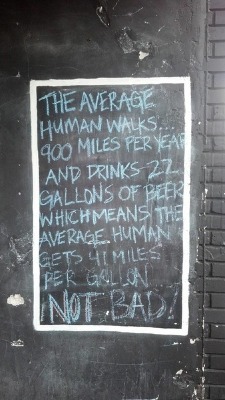 THE AVERAGE
HUMAN WALKS...
900 MILES PER YEAR
AND DRINKS 22
GALLONS OF BEER
WHICH MEANS THE
AVERAGE HUMAN
GETS 41 MILES
PER GALLON
NOT BAD!